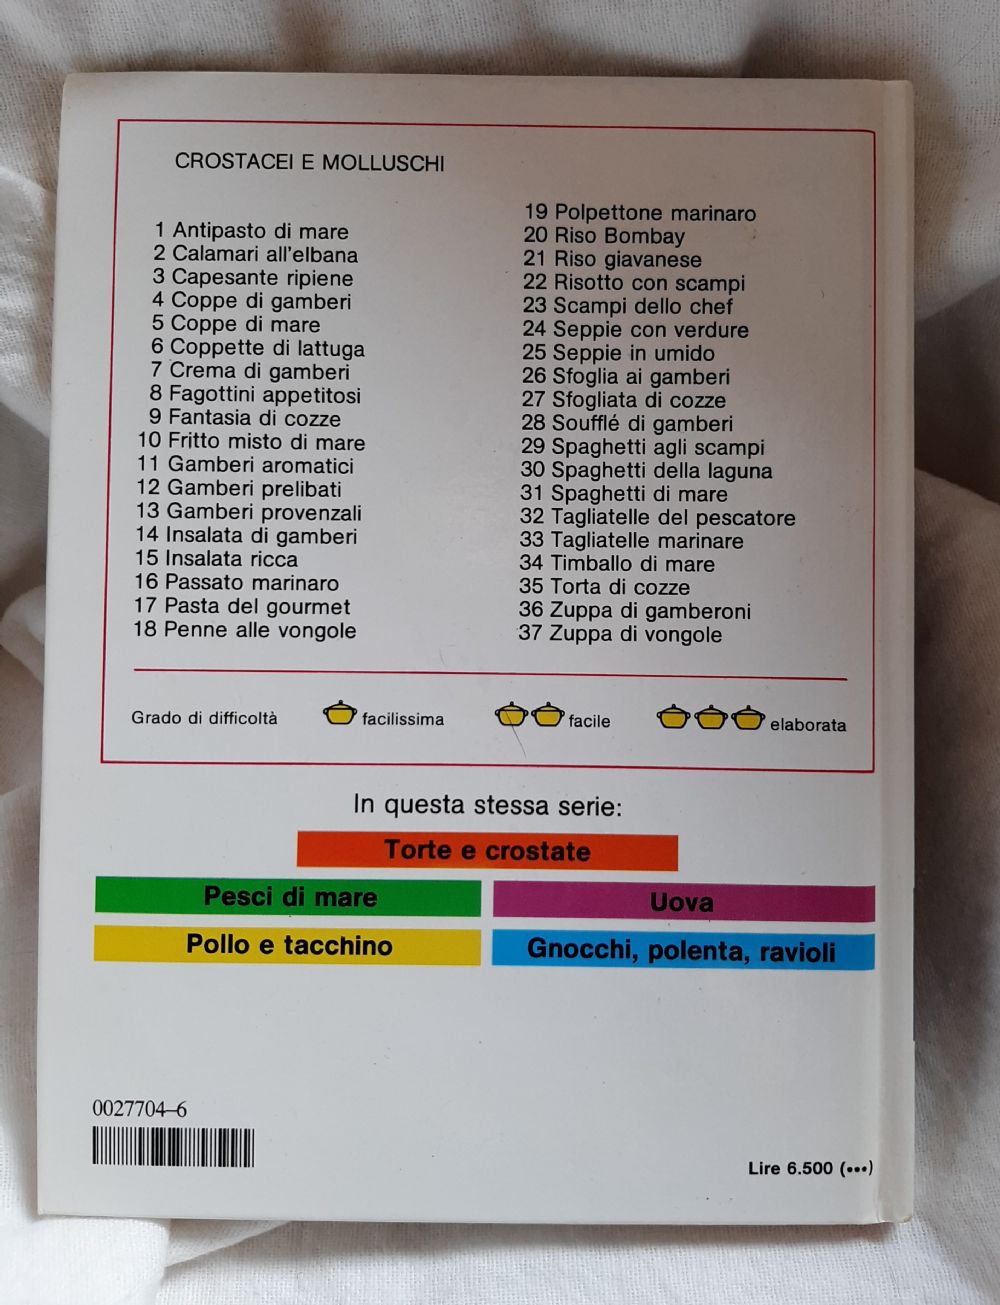 CROSTACEI E MOLLUSCHI
1 Antipasto di mare
2 Calamari all'elbana
3 Capesante ripiene
4 Coppe di gamberi
5 Coppe di mare
6 Coppette di lattuga
7 Crema di gamberi
8 Fagottini appetitosi
9 Fantasia di cozze
10 Fritto misto di mare
11 Gamberi aromatici
12 Gamberi prelibati
13 Gamberi provenzali
14 Insalata di gamberi
15 Insalata ricca
16 Passato marinaro
17 Pasta del gourmet
18 Penne alle vongole
19 Polpettone marinaro
20 Riso Bombay
21 Riso giavanese
22 Risotto con scampi
23 Scampi dello chef
24 Seppie con verdure
25 Seppie in umido
26 Sfoglia ai gamberi
27 Sfogliata di cozze
28 Soufflé di gamberi
29 Spaghetti agli scampi
30 Spaghetti della laguna
31 Spaghetti di mare
32 Tagliatelle del pescatore
33 Tagliatelle marinare
34 Timballo di mare
35 Torta di cozze
36 Zuppa di gamberoni
37 Zuppa di vongole
Grado di difficoltà facilissima facile elaborata
In questa stessa serie:
Torte e crostate
Pesci di mare
Uova
Pollo e tacchino
Gnocchi, polenta, ravioli
0027704–6
Lire 6.500 (•••)